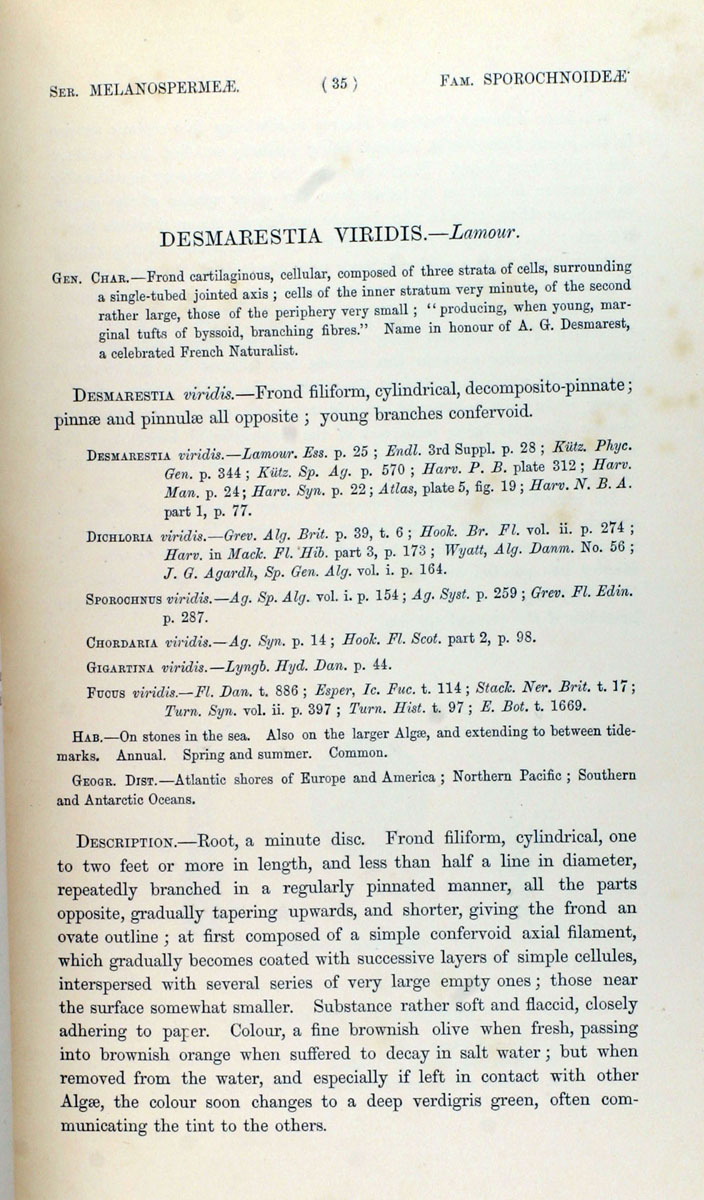 Ser. MELANOSPERMEÆ. ( 35 ) Fam. SPOROCHNOIDEÆ
DESMARESTIA VIRIDIS.—Lamour.
Gen. Char.—Frond cartilaginous, cellular, composed of three strata of cells, surrounding
a single-tubed jointed axis ; cells of the inner stratum very minute, of the second
rather large, those of the periphery very small ; “producing, when young, mar-
ginal tufts of byssoid, branching fibres.” Name in honour of A. G. Desmarest,
a celebrated French Naturalist.
Desmarestia viridis.—Frond filiform, cylindrical, decomposito-pinnate ;
pinnæ and pinnulæ all opposite ; young branches confervoid.
Desmarestia viridis.—Lamour. Ess. p. 25 ; Endl. 3rd Suppl. p. 28 ; Kütz. Phyc.
Gen. p. 344 ; Kütz. Sp. Ag. p. 570 ; Harv. P. B. plate 312 ; Harv.
Man. p. 24 ; Harv. Syn. p. 22 ; Atlas, plate 5, fig. 19 ; Harv. N. B. A.
part 1, p. 77.
Dichloria viridis.—Grev. Alg. Brit. p. 39, t. 6 ; Hook. Br. Fl. vol. ii. p. 274 ;
Harv. in Mack. Fl. Hib. part 3, p. 173 ; Wyatt, Alg. Danm. No. 56 ;
J. G. Agardh, Sp. Gen. Alg. vol. i. p. 164.
Sporochnus viridis.—Ag. Sp. Alg. vol. i. p. 154 ; Ag. Syst. p. 259 ; Grev. Fl. Edin.
p. 287.
Chordaria viridis.—Ag. Syn. p. 14 ; Hook. Fl. Scot. part 2, p. 98.
Gigartina viridis.—Lyngb. Hyd. Dan. p. 44.
Fucus viridis.—Fl. Dan. t. 886 ; Esper, Ic. Fuc. t. 114 ; Stack. Ner. Brit. t. 17 ;
Turn. Syn. vol. ii. p. 397 ; Turn. Hist. t. 97 ; E. Bot. t. 1669.
Hab.—On stones in the sea. Also on the larger Algæ, and extending to between tide-
marks. Annual. Spring and summer. Common.
Geogr. Dist.—Atlantic shores of Europe and America ; Northern Pacific ; Southern
and Antarctic Oceans.
Description.—Root, a minute disc. Frond filiform, cylindrical, one
to two feet or more in length, and less than half a line in diameter,
repeatedly branched in a regularly pinnated manner, all the parts
opposite, gradually tapering upwards, and shorter, giving the frond an
ovate outline ; at first composed of a simple confervoid axial filament,
which gradually becomes coated with successive layers of simple cellules,
interspersed with several series of very large empty ones ; those near
the surface somewhat smaller. Substance rather soft and flaccid, closely
adhering to paper. Colour, a fine brownish olive when fresh, passing
into brownish orange when suffered to decay in salt water ; but when
removed from the water, and especially if left in contact with other
Algæ, the colour soon changes to a deep verdigris green, often com-
municating the tint to the others.